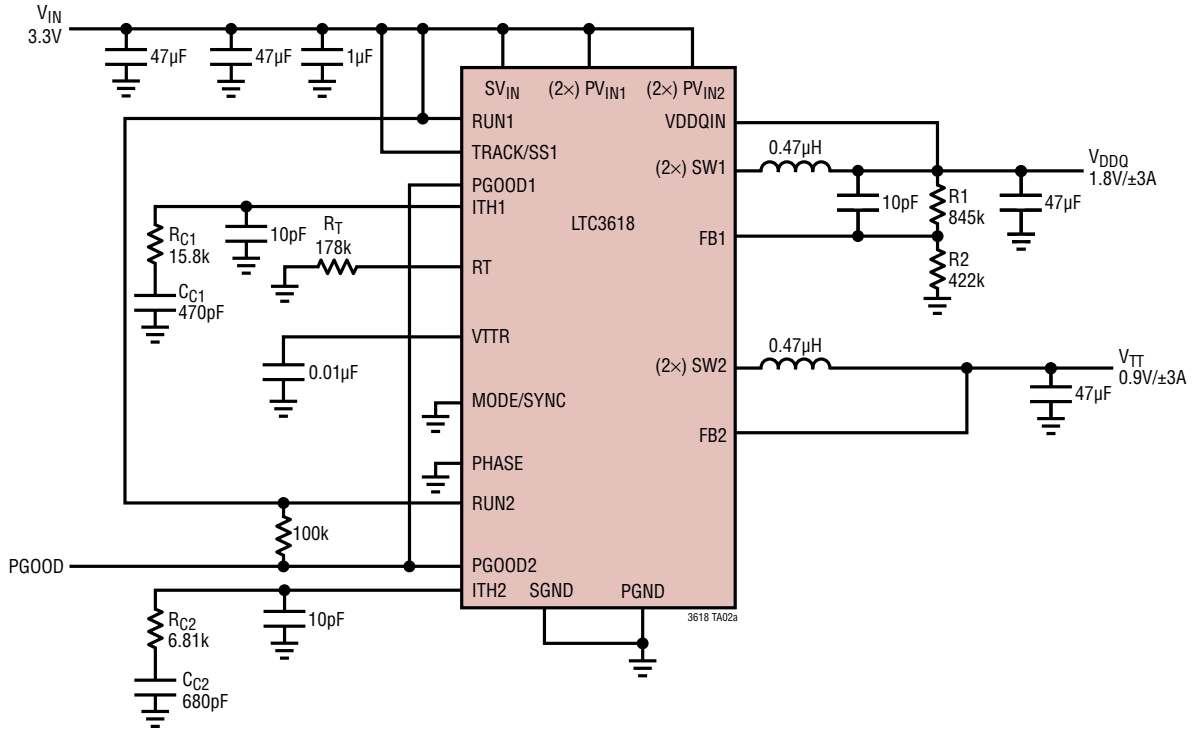 VIN
3.3V
47µF
47µF
1µF
SVIN
(2×) PVIN1
(2×) PVIN2
RUN1
TRACK/SS1
PGOOD1
ITH1
RT
VTTR
MODE/SYNC
PHASE
RUN2
PGOOD2
ITH2
SGND
PGND
VDDQIN
(2×) SW1
FB1
(2×) SW2
FB2
LTC3618
RC1
15.8k
CC1
470pF
10pF
RT
178k
0.01µF
100k
PGOOD
RC2
6.81k
CC2
680pF
10pF
0.47µH
VDDQ
1.8V/±3A
10pF
R1
845k
47µF
R2
422k
0.47µH
VTT
0.9V/±3A
47µF
3618 TA02a